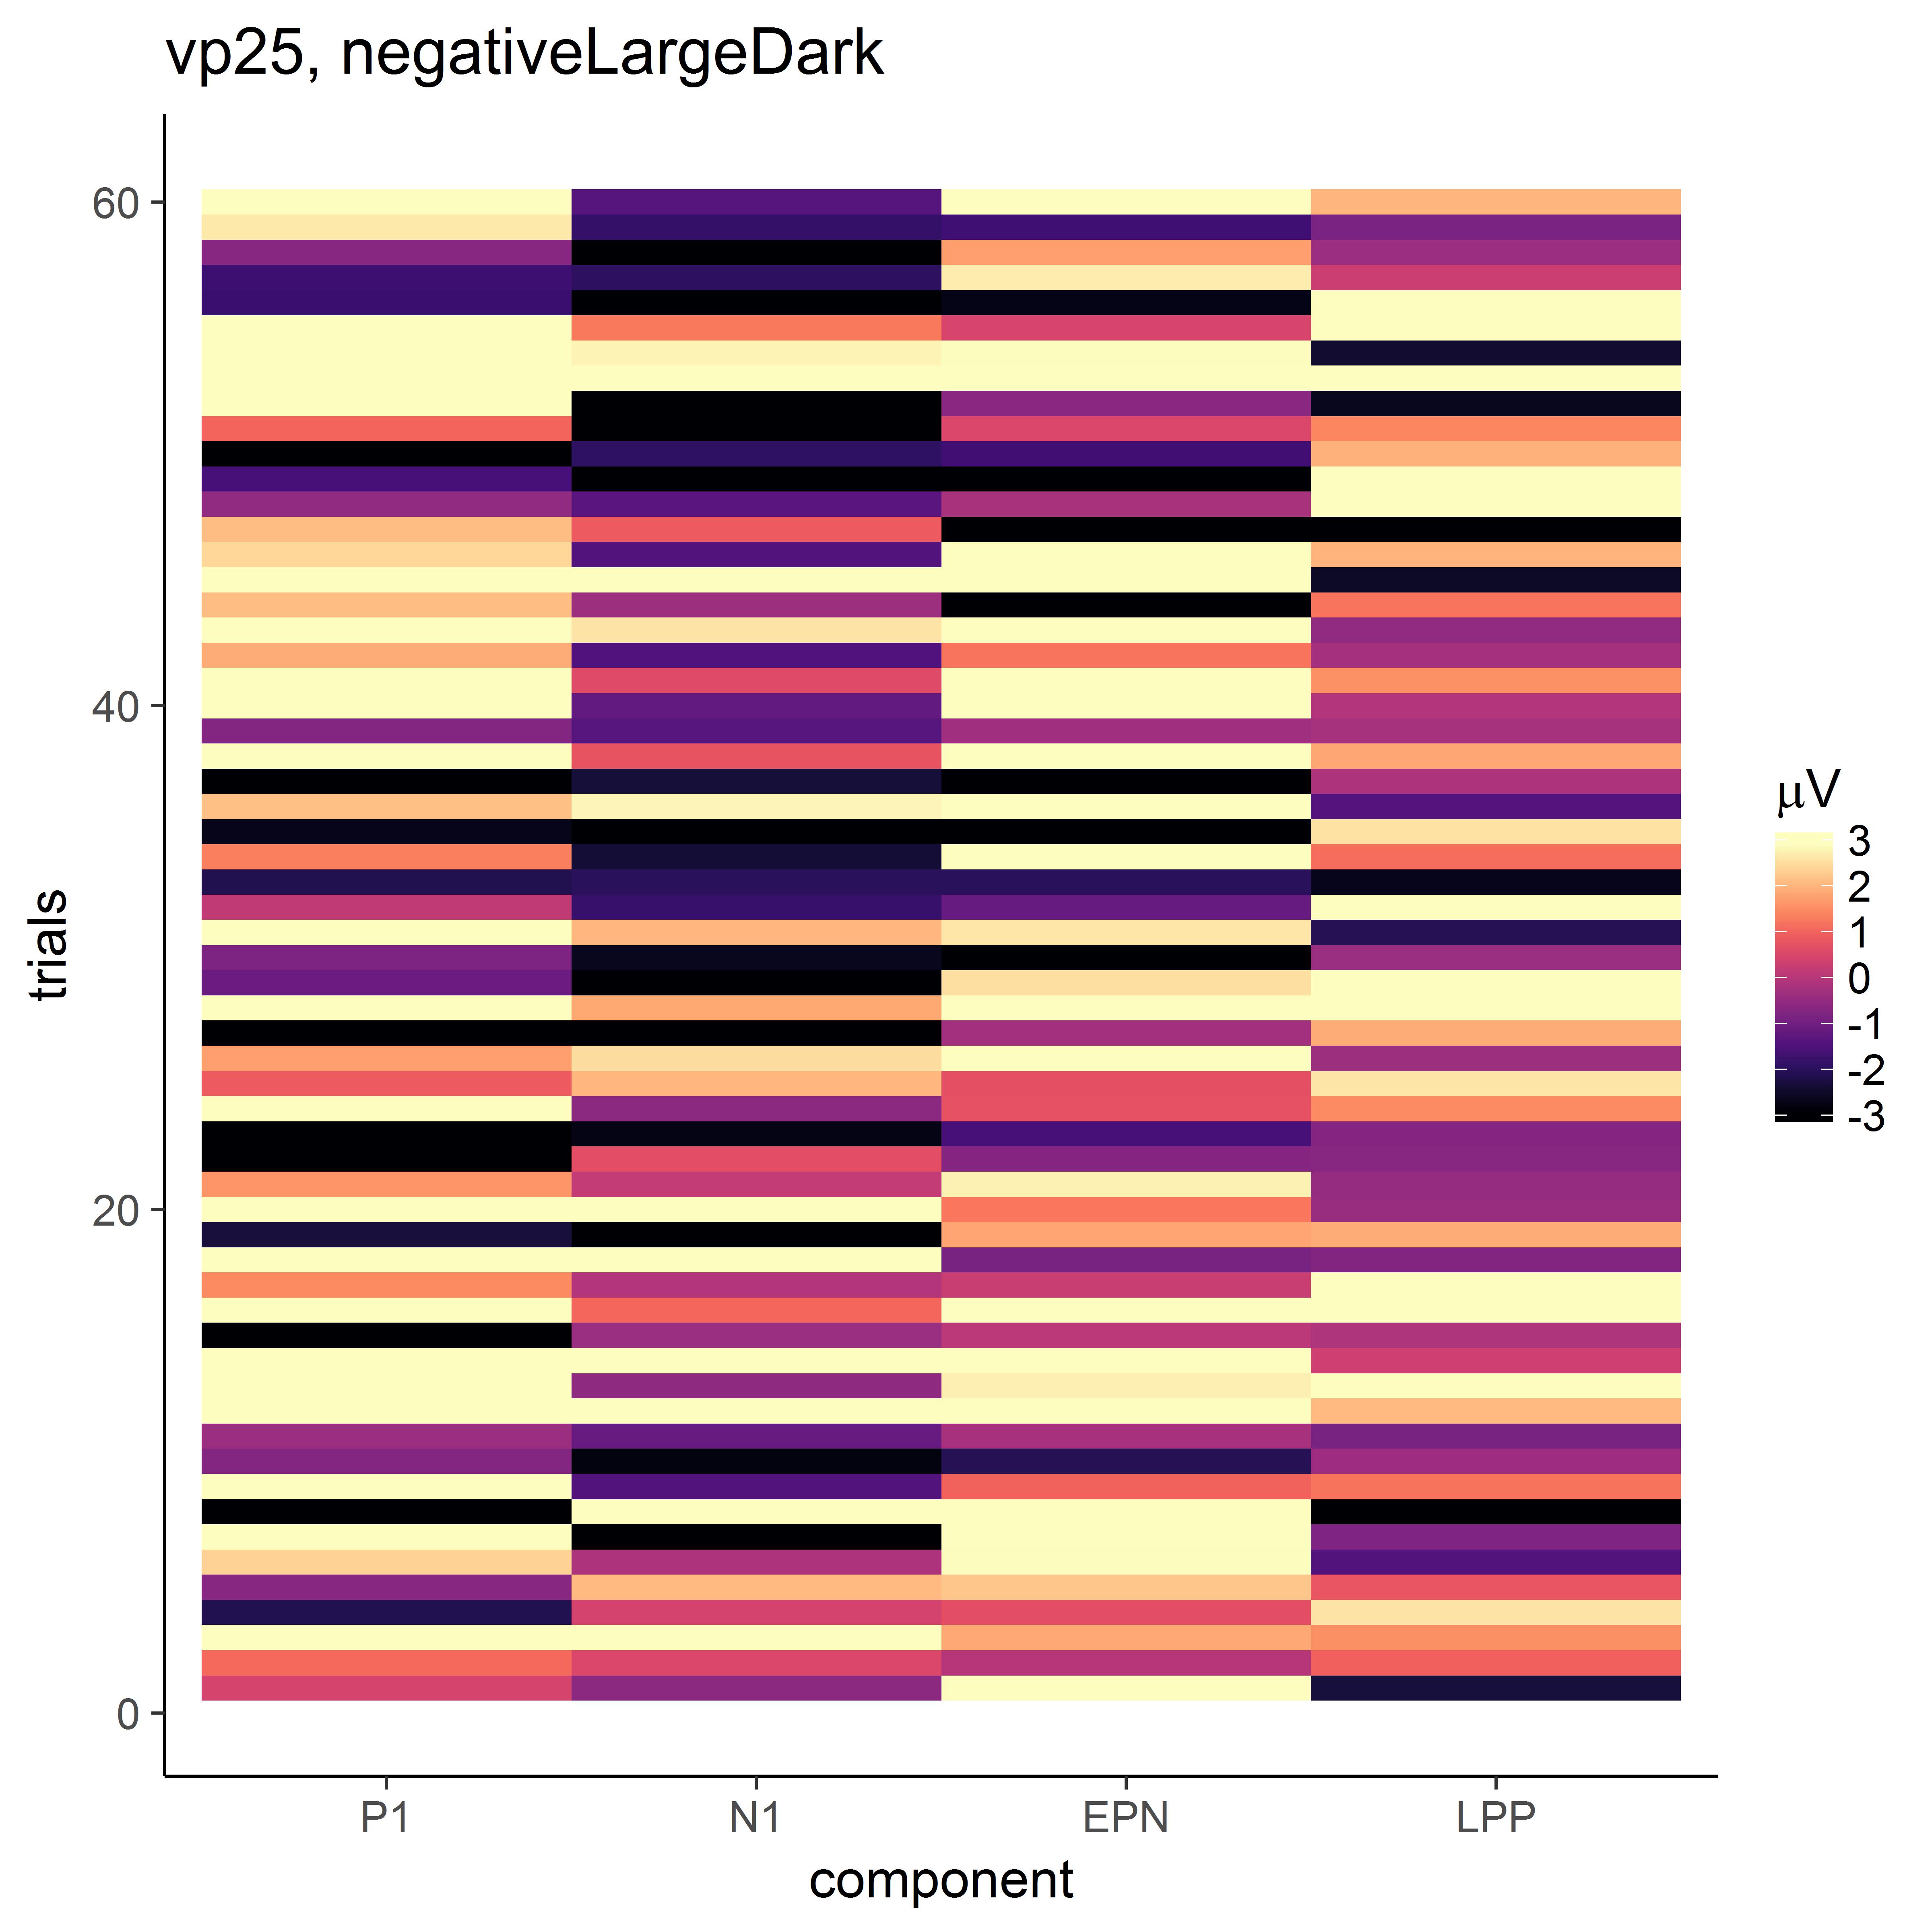 vp25, negativeLargeDark
60
40
20
0
trials
P1 N1 EPN LPP
component
μV
3
2
1
0
-1
-2
-3